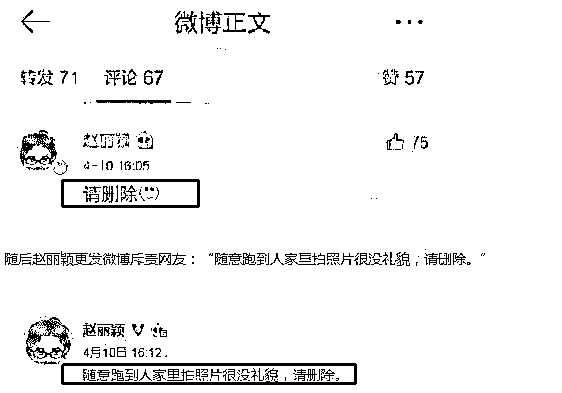 微博正文
转发 71 评论 67 赞 57
赵丽颖 75
4-10 16:05
请删除
随后赵丽颖更发微博斥责网友：“随意跑到人家里拍照片很没礼貌，请删除。”
赵丽颖
4月10日 16:12
随意跑到人家里拍照片很没礼貌，请删除。